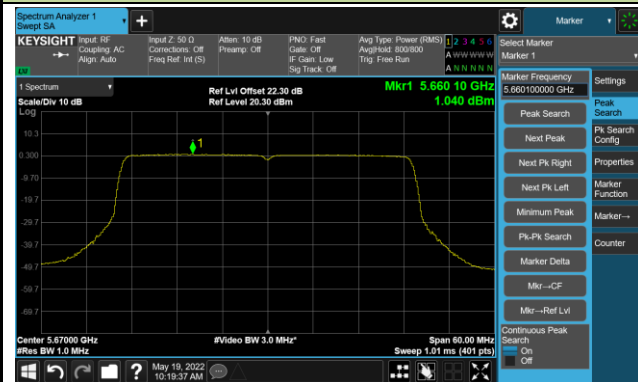 Spectrum Analyzer 1
Swept SA
Marker
KEYSIGHT
LXI
Input: RF
Coupling: AC
Align: Auto
Input Z: 50 Ω
Corrections: Off
Freq Ref: Int (S)
Atten: 10 dB
Preamp: Off
PNO: Fast
Gate: Off
IF Gain: Low
Sig Track: Off
Avg Type: Power (RMS)
Avg|Hold: 800/800
Trig: Free Run
1 2 3 4 5 6
A W W W W W
A N N N N N
Select Marker
Marker 1
1 Spectrum
Scale/Div 10 dB
Log
Ref Lvl Offset 22.30 dB
Ref Level 20.30 dBm
Mkr1 5.660 10 GHz
1.040 dBm
10.3
0.300
-9.70
-19.7
-29.7
-39.7
-49.7
-59.7
-69.7
1
Center 5.67000 GHz
#Res BW 1.0 MHz
#Video BW 3.0 MHz*
Span 60.00 MHz
Sweep 1.01 ms (401 pts)
Marker Frequency
5.660100000 GHz
Peak Search
Next Peak
Next Pk Right
Next Pk Left
Minimum Peak
Pk-Pk Search
Marker Delta
Mkr→CF
Mkr→Ref Lvl
Continuous Peak
Search
On
Off
Settings
Peak
Search
Pk Search
Config
Properties
Marker
Function
Marker→
Counter
May 19, 2022
10:19:37 AM